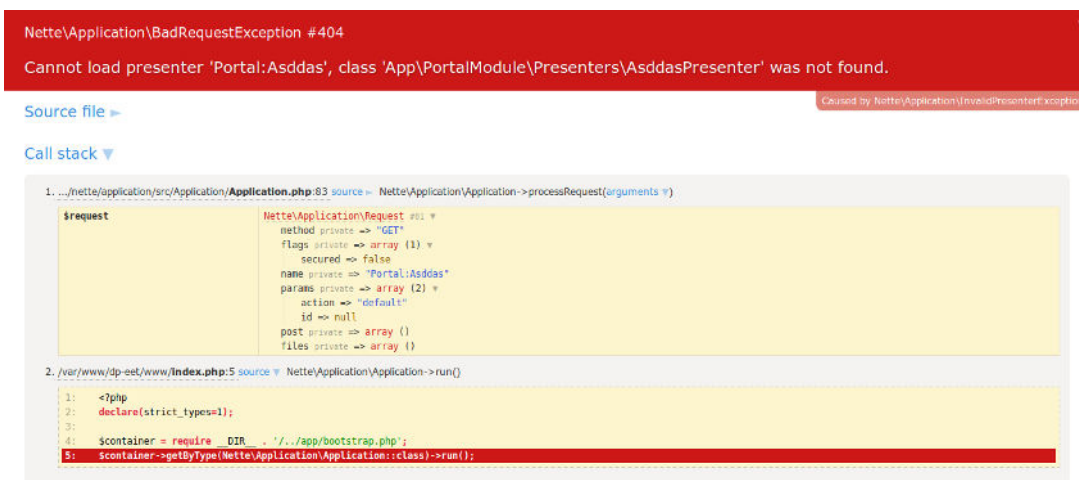 Nette\Application\BadRequestException #404
Cannot load presenter 'Portal:Asddas', class 'App\PortalModule\Presenters\AsddasPresenter' was not found.
Caused by Nette\Application\InvalidPresenterException
Source file ►
Call stack ▼
1. .../nette/application/src/Application/Application.php:83 source ► Nette\Application\Application->processRequest(arguments ▼)
$request Nette\Application\Request #81 ▼
method private => "GET"
flags private => array (1) ▼
secured => false
name private => "Portal:Asddas"
params private => array (2) ▼
action => "default"
id => null
post private => array ()
files private => array ()
2. /var/www/dp-eet/www/index.php:5 source ▼ Nette\Application\Application->run()
1: <?php
2: declare(strict_types=1);
3:
4: $container = require __DIR__ . '/../app/bootstrap.php';
5: $container->getByType(Nette\Application\Application::class)->run();